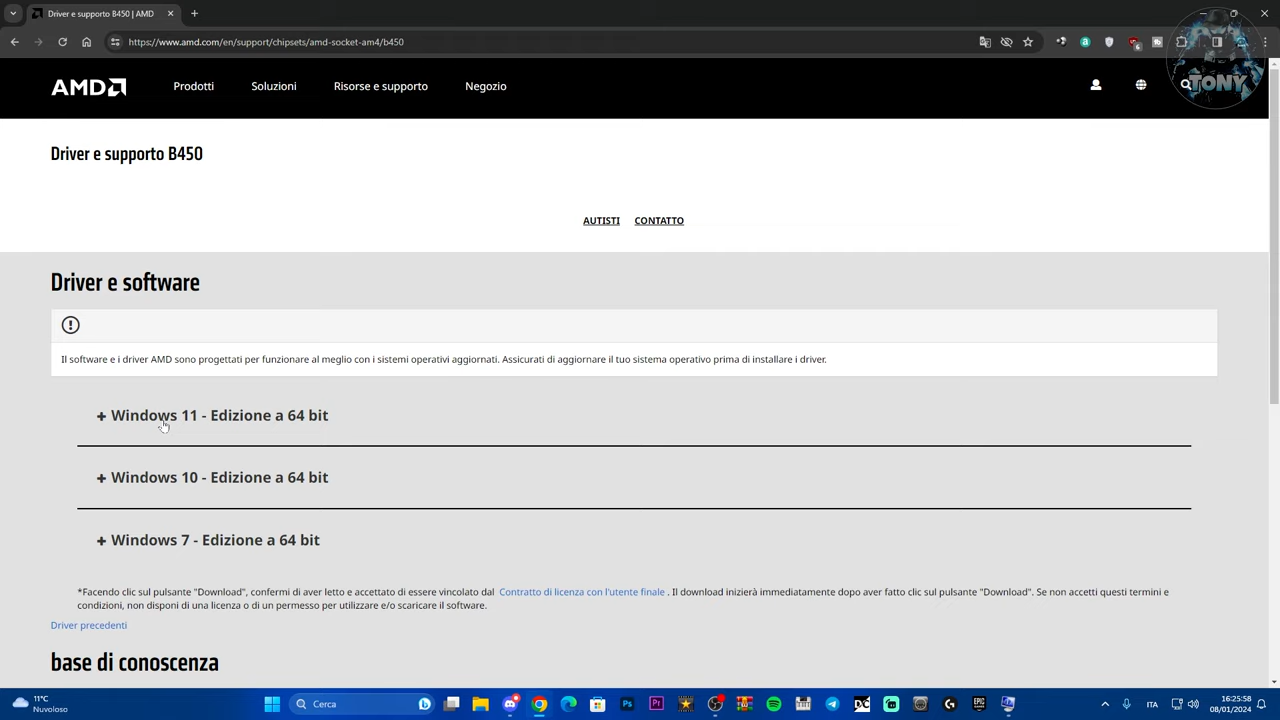 Driver e supporto B450 | AMD
https://www.amd.com/en/support/chipsets/amd-socket-am4/b450
TONY
AMD
Prodotti
Soluzioni
Risorse e supporto
Negozio
Driver e supporto B450
AUTISTI
CONTATTO
Driver e software
Il software e i driver AMD sono progettati per funzionare al meglio con i sistemi operativi aggiornati. Assicurati di aggiornare il tuo sistema operativo prima di installare i driver.
+ Windows 11 - Edizione a 64 bit
+ Windows 10 - Edizione a 64 bit
+ Windows 7 - Edizione a 64 bit
*Facendo clic sul pulsante "Download", confermi di aver letto e accettato di essere vincolato dal Contratto di licenza con l'utente finale . Il download inizierà immediatamente dopo aver fatto clic sul pulsante "Download". Se non accetti questi termini e
condizioni, non disponi di una licenza o di un permesso per utilizzare e/o scaricare il software.
Driver precedenti
base di conoscenza
11°C
Nuvoloso
Cerca
Ps
Pr
DC
EPIC
ITA
16:25:58
08/01/2024